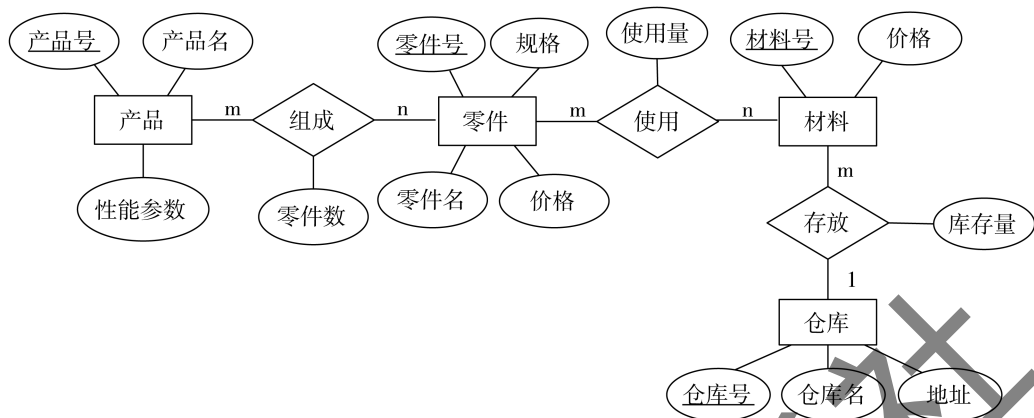 产品号
产品名
零件号
规格
使用量
材料号
价格
产品
m
组成
n
零件
m
使用
n
材料
性能参数
零件数
零件名
价格
m
存放
库存量
1
仓库
仓库号
仓库名
地址